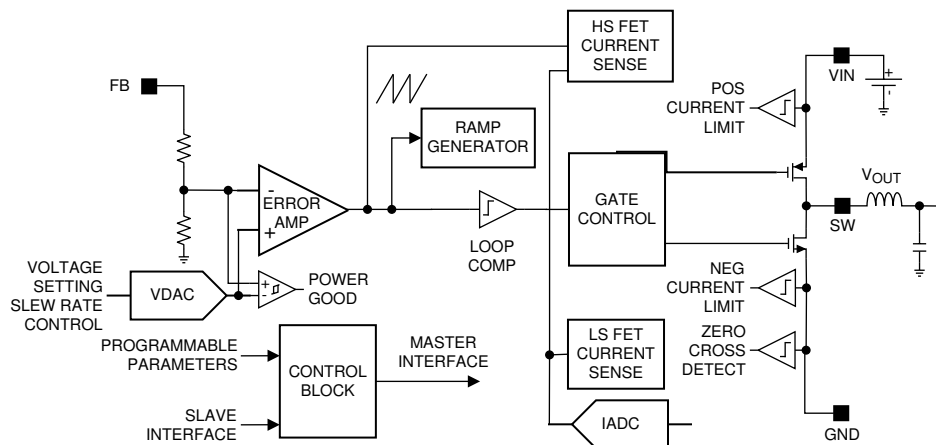 HS FET
CURRENT
SENSE
FB
VIN
+
-
POS
CURRENT
LIMIT
RAMP
GENERATOR
VOUT
-
ERROR
AMP
+
GATE
CONTROL
SW
LOOP
COMP
VOLTAGE
SETTING
SLEW RATE
CONTROL
VDAC
+
-
POWER
GOOD
NEG
CURRENT
LIMIT
PROGRAMMABLE
PARAMETERS
CONTROL
BLOCK
MASTER
INTERFACE
LS FET
CURRENT
SENSE
ZERO
CROSS
DETECT
SLAVE
INTERFACE
IADC
GND